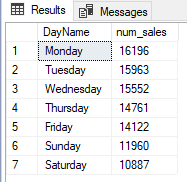 Results Messages
DayName num_sales
1 Monday 16196
2 Tuesday 15963
3 Wednesday 15552
4 Thursday 14761
5 Friday 14122
6 Sunday 11960
7 Saturday 10887